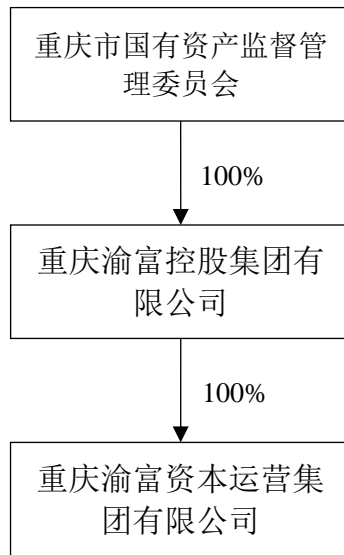 重庆市国有资产监督管
理委员会
100%
重庆渝富控股集团有
限公司
100%
重庆渝富资本运营集
团有限公司